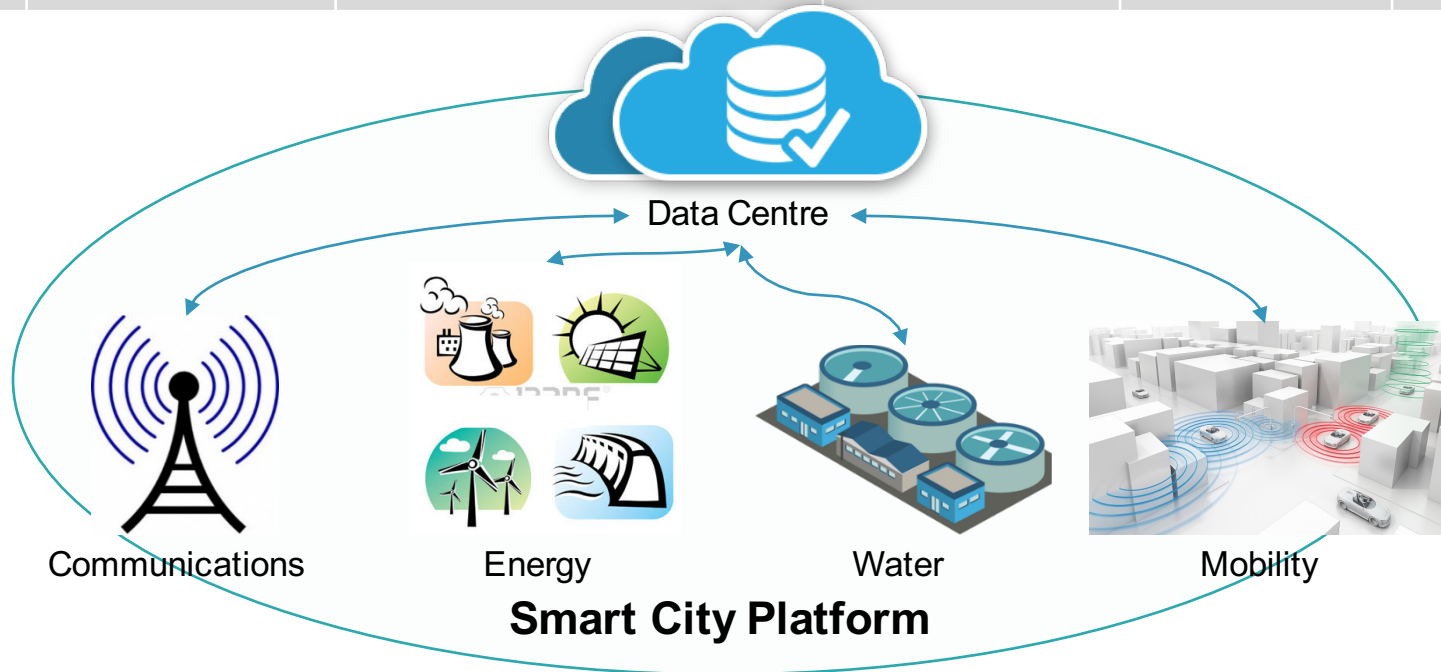 Data Centre
Communications
Energy
Water
Mobility
Smart City Platform